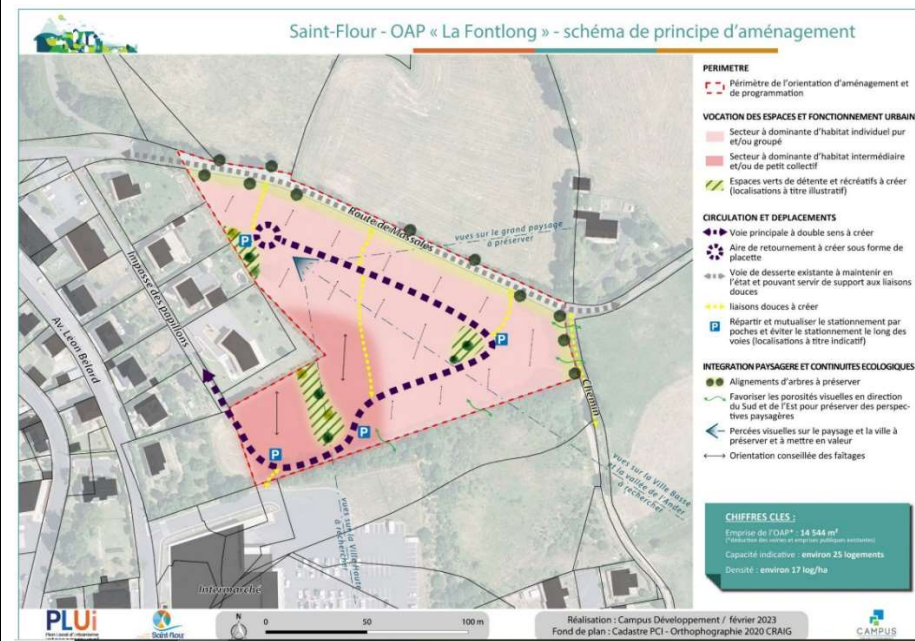 Saint-Flour - OAP « La Fontlong » - schéma de principe d'aménagement
PERIMETRE
Périmètre de l'orientation d'aménagement et
de programmation
VOCATION DES ESPACES ET FONCTIONNEMENT URBAIN
Secteur à dominante d'habitat individuel pur
et/ou groupé
Secteur à dominante d'habitat intermédiaire
et/ou de petit collectif
Espaces verts de détente et récréatifs à créer
(localisations à titre illustratif)
CIRCULATION ET DEPLACEMENTS
Voie principale à double sens à créer
Aire de retournement à créer sous forme de
placette
Voie de desserte existante à maintenir en
l'état et pouvant servir de support aux liaisons
douces
liaisons douces à créer
P
Répartir et mutualiser le stationnement par
poches et éviter le stationnement le long des
voies (localisations à titre indicatif)
INTEGRATION PAYSAGERE ET CONTINUITES ECOLOGIQUES
Alignements d'arbres à préserver
Favoriser les porosités visuelles en direction
du Sud et de l'Est pour préserver des perspec-
tives paysagères
Percées visuelles sur le paysage et la ville à
préserver et à mettre en valeur
Orientation conseillée des faîtages
CHIFFRES CLES :
Emprise de l'OAP* : 14 544 m²
(*déduction des voiries et emprises publiques existantes)
Capacité indicative : environ 25 logements
Densité : environ 17 log/ha
Route de Massales
vues sur le grand paysage
à préserver
Impasse des papillons
Av. Leon Bélard
Chemin
P
P
P
P
vues sur la Ville Basse
et la vallée de l'Ander
à rechercher
vues sur la Ville Haute
à rechercher
Intermarché
PLUi
Saint-Flour
N
0 50 100 m
Réalisation : Campus Développement / février 2023
Fond de plan : Cadastre PCI - Orthophographie 2020 CRAIG
CAMPUS